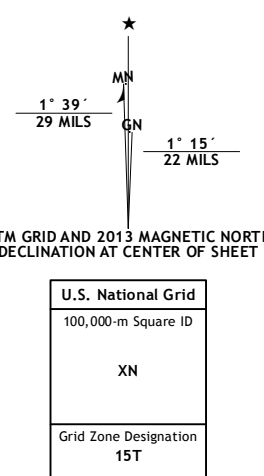 ★
MN
1° 39´
29 MILS
GN
1° 15´
22 MILS
TM GRID AND 2013 MAGNETIC NORTH
DECLINATION AT CENTER OF SHEET
U.S. National Grid
100,000-m Square ID
XN
Grid Zone Designation
15T